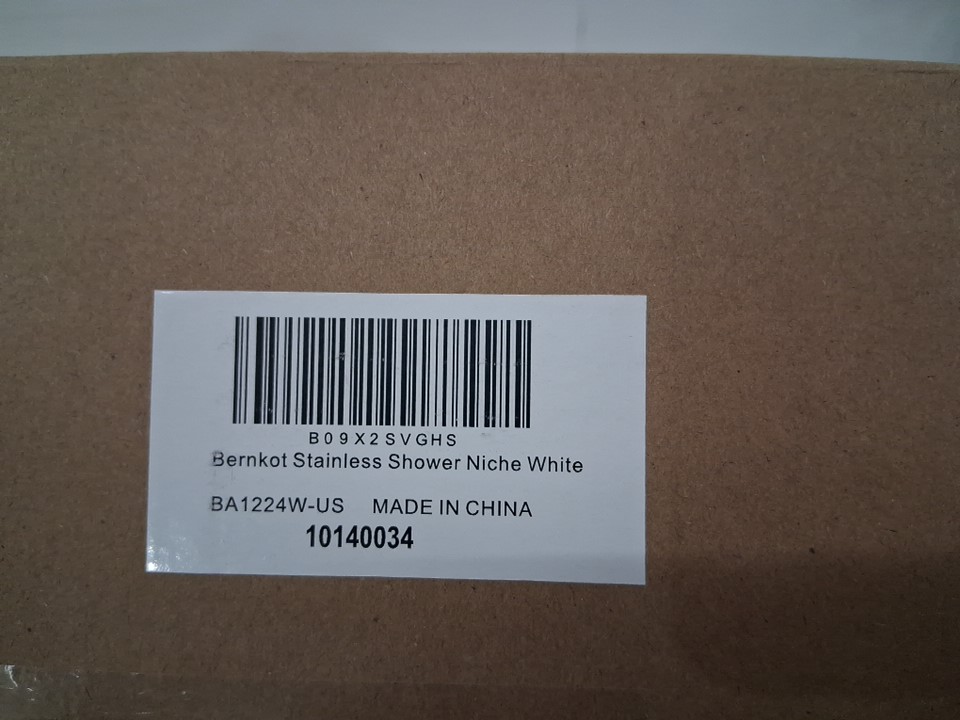 B09X2SVGHS
Bernkot Stainless Shower Niche White
BA1224W-US MADE IN CHINA
10140034